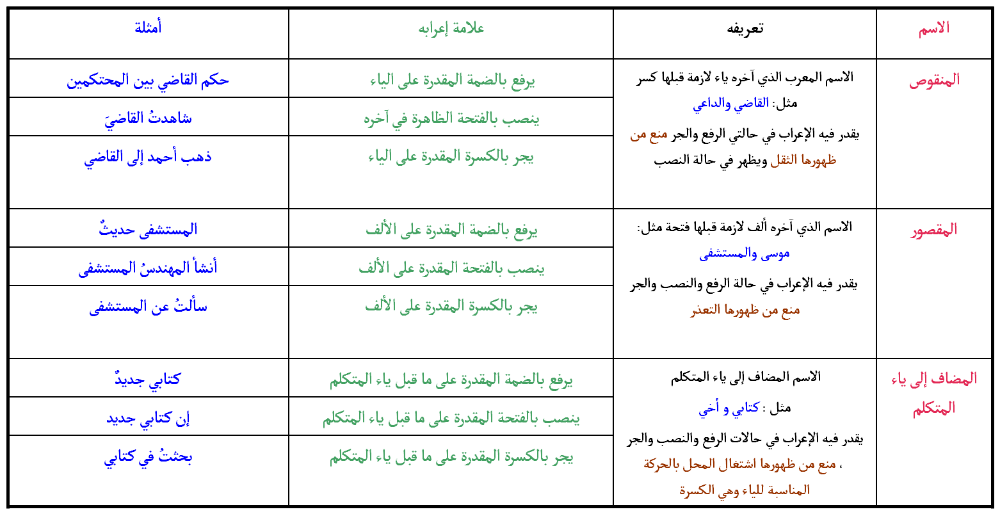 الاسم
تعريفه
علامة إعرابه
أمثلة
المنقوص
الاسم المعرب الذي آخره ياء لازمة قبلها كسر
مثل: القاضي والداعي
يقدر فيه الإعراب في حالتي الرفع والجر منع من
ظهورها الثقل ويظهر في حالة النصب
يرفع بالضمة المقدرة على الياء
حكم القاضي بين المحتكمين
ينصب بالفتحة الظاهرة في آخره
شاهدتُ القاضيَ
يجر بالكسرة المقدرة على الياء
ذهب أحمد إلى القاضي
المقصور
الاسم الذي آخره ألف لازمة قبلها فتحة مثل:
موسى والمستشفى
يقدر فيه الإعراب في حالة الرفع والنصب والجر
منع من ظهورها التعذر
يرفع بالضمة المقدرة على الألف
المستشفى حديثٌ
ينصب بالفتحة المقدرة على الألف
أنشأ المهندسُ المستشفى
يجر بالكسرة المقدرة على الألف
سألتُ عن المستشفى
المضاف إلى ياء
المتكلم
الاسم المضاف إلى ياء المتكلم
مثل : كتابي و أخي
يقدر فيه الإعراب في حالات الرفع والنصب والجر
، منع من ظهورها اشتغال المحل بالحركة
المناسبة للياء وهي الكسرة
يرفع بالضمة المقدرة على ما قبل ياء المتكلم
كتابي جديدٌ
ينصب بالفتحة المقدرة على ما قبل ياء المتكلم
إن كتابي جديد
يجر بالكسرة المقدرة على ما قبل ياء المتكلم
بحثتُ في كتابي